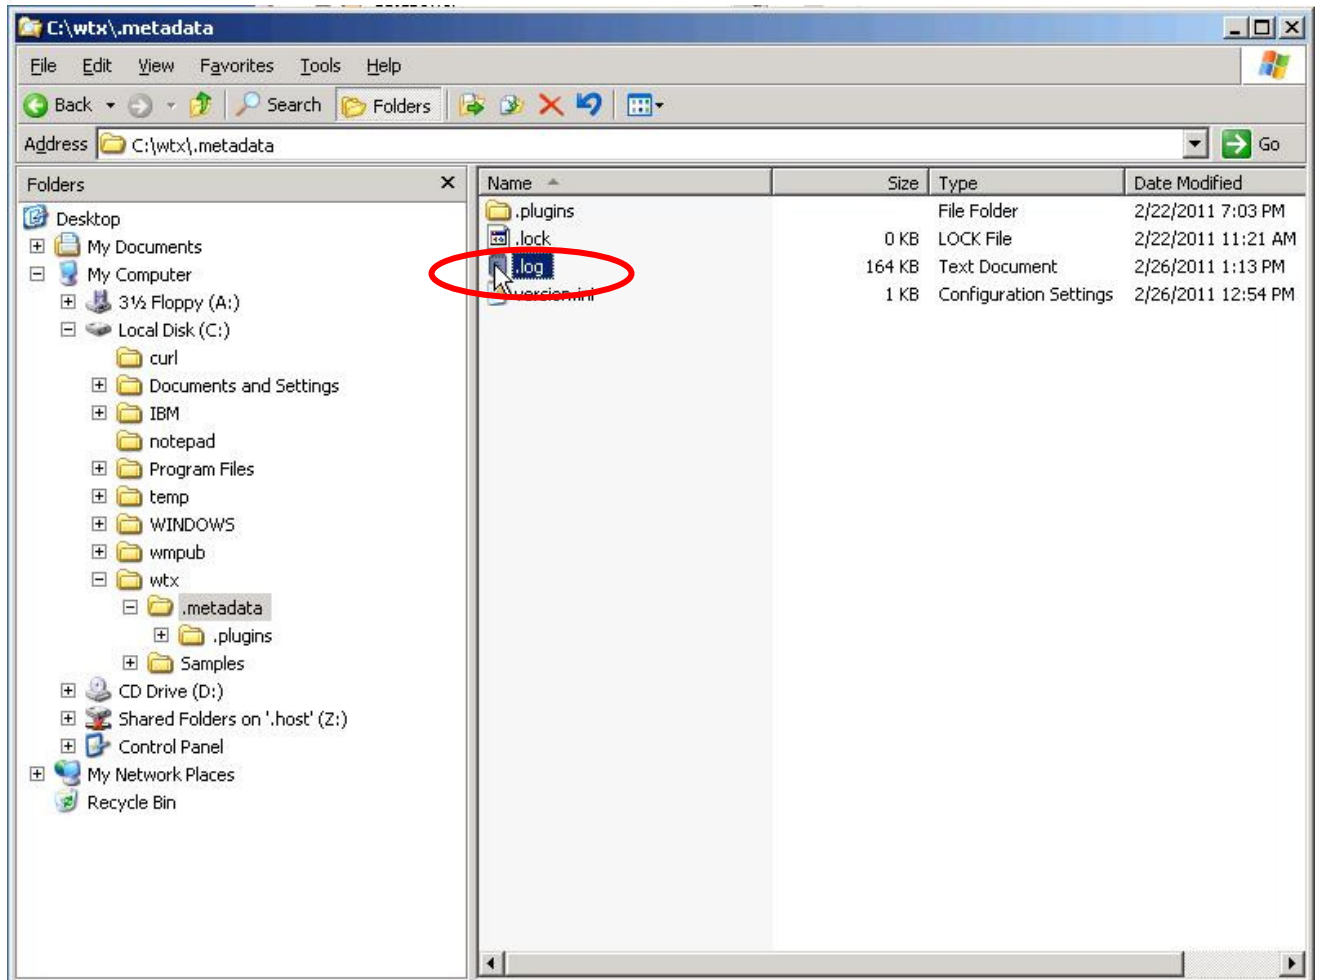 C:\wtx\.metadata
File Edit View Favorites Tools Help
Back Search Folders
Address C:\wtx\.metadata Go
Folders
Name Size Type Date Modified
Desktop
My Documents
My Computer
3½ Floppy (A:)
Local Disk (C:)
curl
Documents and Settings
IBM
notepad
Program Files
temp
WINDOWS
wmpub
wtx
.metadata
.plugins
Samples
CD Drive (D:)
Shared Folders on '.host' (Z:)
Control Panel
My Network Places
Recycle Bin
.plugins File Folder 2/22/2011 7:03 PM
.lock 0 KB LOCK File 2/22/2011 11:21 AM
.log 164 KB Text Document 2/26/2011 1:13 PM
version.ini 1 KB Configuration Settings 2/26/2011 12:54 PM